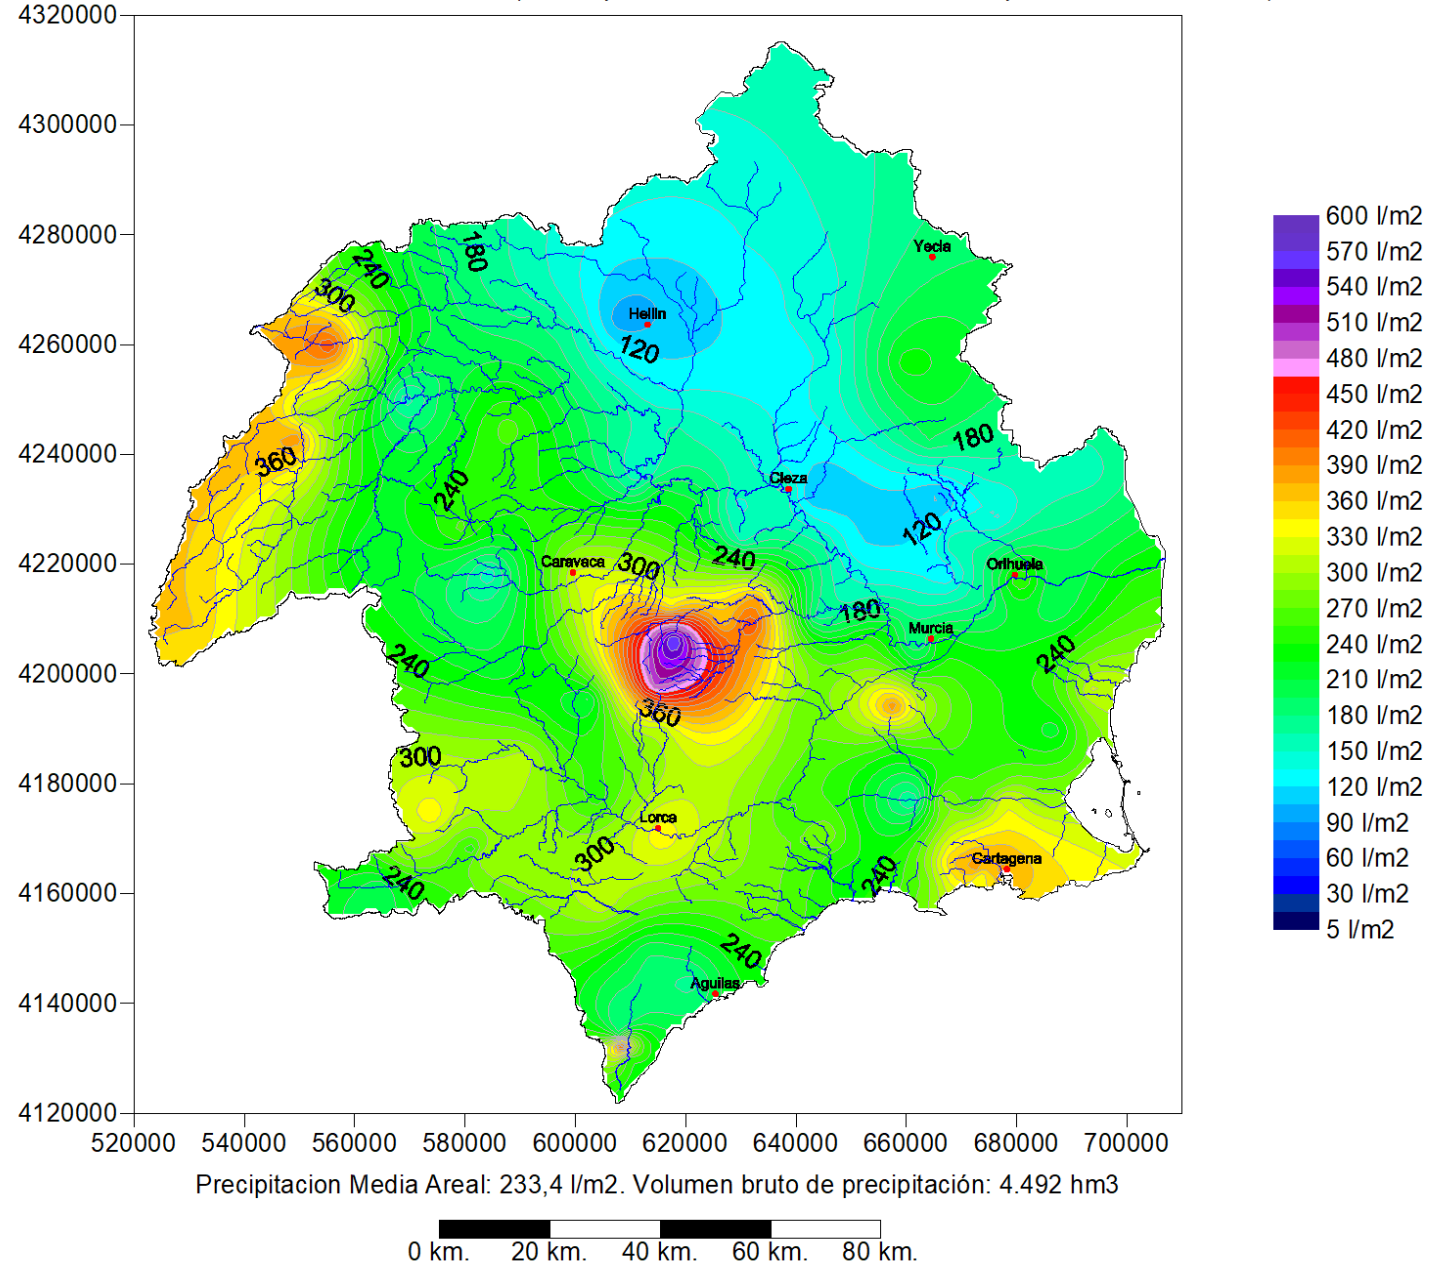 4320000
4300000
4280000
4260000
4240000
4220000
4200000
4180000
4160000
4140000
4120000
520000 540000 560000 580000 600000 620000 640000 660000 680000 700000
180
240
300
Yecla
Hellin
120
180
360
240
Cieza
120
240
Caravaca
300
Orihuela
180
Murcia
240
240
360
300
Lorca
300
Cartagena
240
240
240
Aguilas
600 l/m2
570 l/m2
540 l/m2
510 l/m2
480 l/m2
450 l/m2
420 l/m2
390 l/m2
360 l/m2
330 l/m2
300 l/m2
270 l/m2
240 l/m2
210 l/m2
180 l/m2
150 l/m2
120 l/m2
90 l/m2
60 l/m2
30 l/m2
5 l/m2
Precipitacion Media Areal: 233,4 l/m2. Volumen bruto de precipitación: 4.492 hm3
0 km. 20 km. 40 km. 60 km. 80 km.